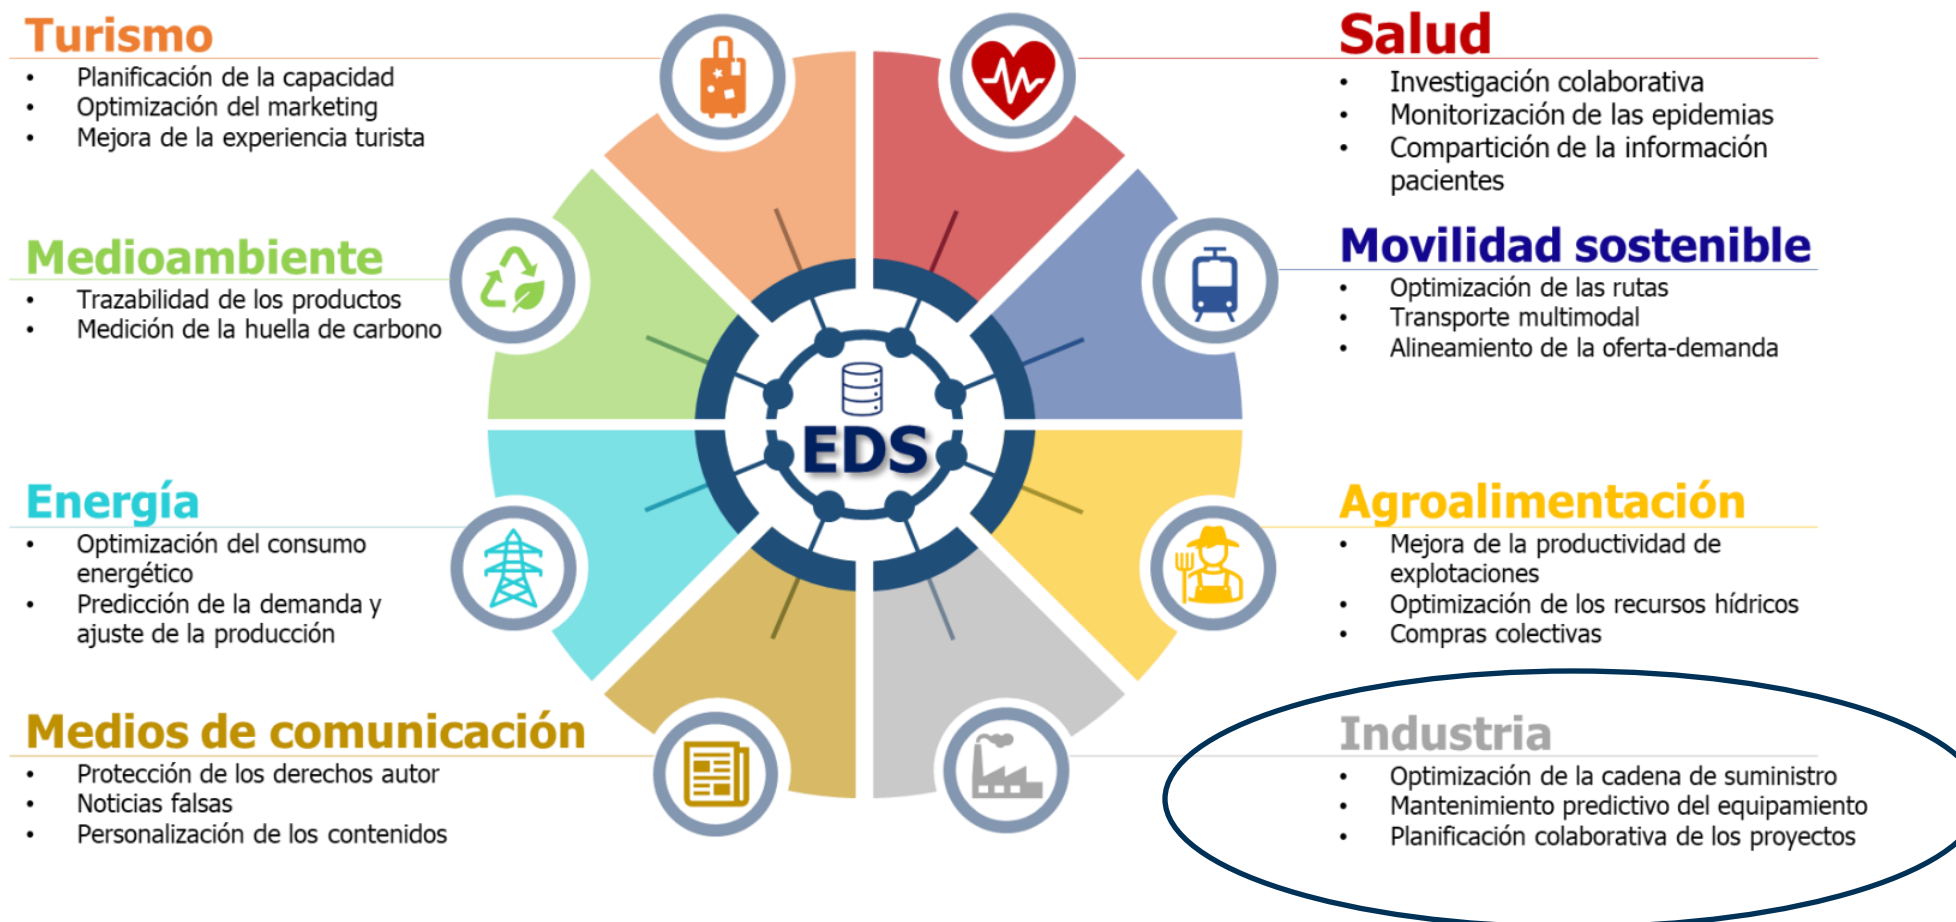 Turismo
• Planificación de la capacidad
• Optimización del marketing
• Mejora de la experiencia turista
Salud
• Investigación colaborativa
• Monitorización de las epidemias
• Compartición de la información
pacientes
Medioambiente
• Trazabilidad de los productos
• Medición de la huella de carbono
Movilidad sostenible
• Optimización de las rutas
• Transporte multimodal
• Alineamiento de la oferta-demanda
EDS
Energía
• Optimización del consumo
energético
• Predicción de la demanda y
ajuste de la producción
Agroalimentación
• Mejora de la productividad de
explotaciones
• Optimización de los recursos hídricos
• Compras colectivas
Medios de comunicación
• Protección de los derechos autor
• Noticias falsas
• Personalización de los contenidos
Industria
• Optimización de la cadena de suministro
• Mantenimiento predictivo del equipamiento
• Planificación colaborativa de los proyectos